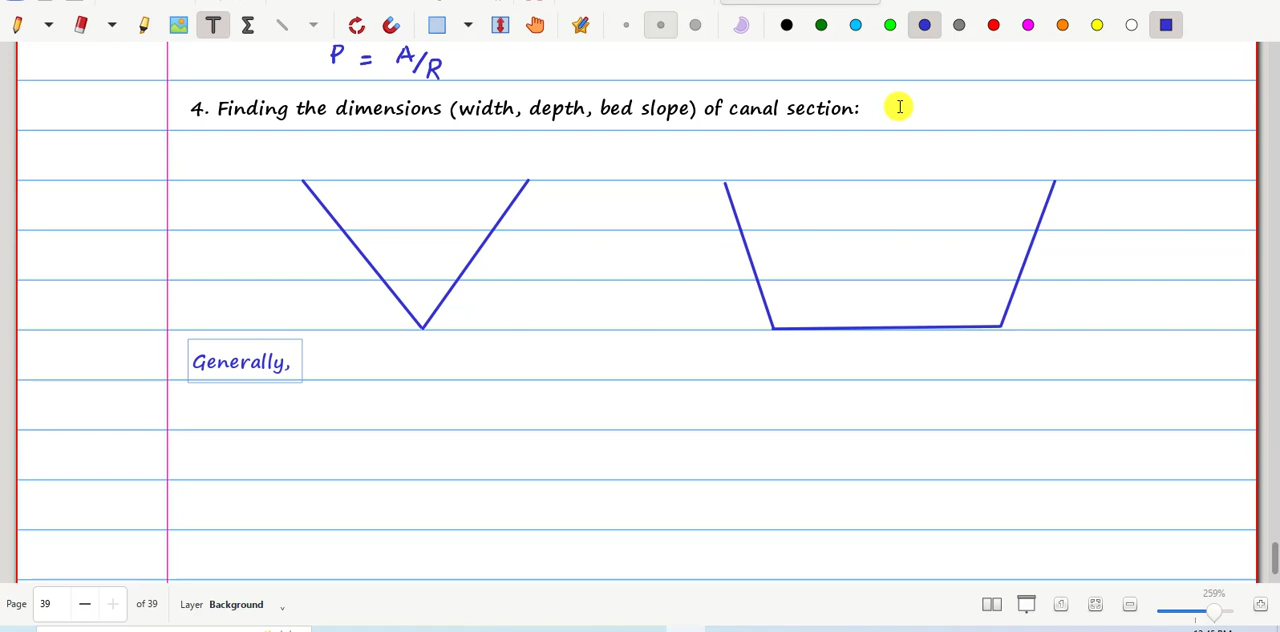 P = A/R
4. Finding the dimensions (width, depth, bed slope) of canal section:
Generally,
Page 39 of 39 Layer Background 259%